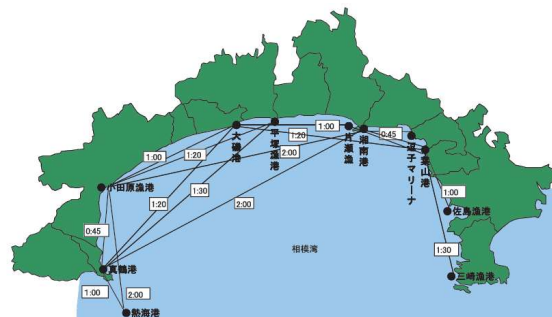 大磯港
平塚漁港
片瀬漁
湘南港
逗子マリーナ
葉山港
1:00
0:45
1:20
1:20
1:00
2:00
1:30
小田原漁港
1:20
2:00
1:00
佐島漁港
0:45
相模湾
1:30
真鶴港
三崎漁港
1:00
2:00
熱海港